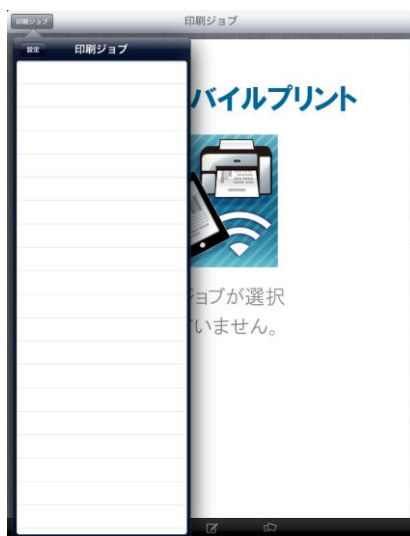 印刷ジョブ
印刷ジョブ
設定
印刷ジョブ
バイルプリント
ジョブが選択
いません。